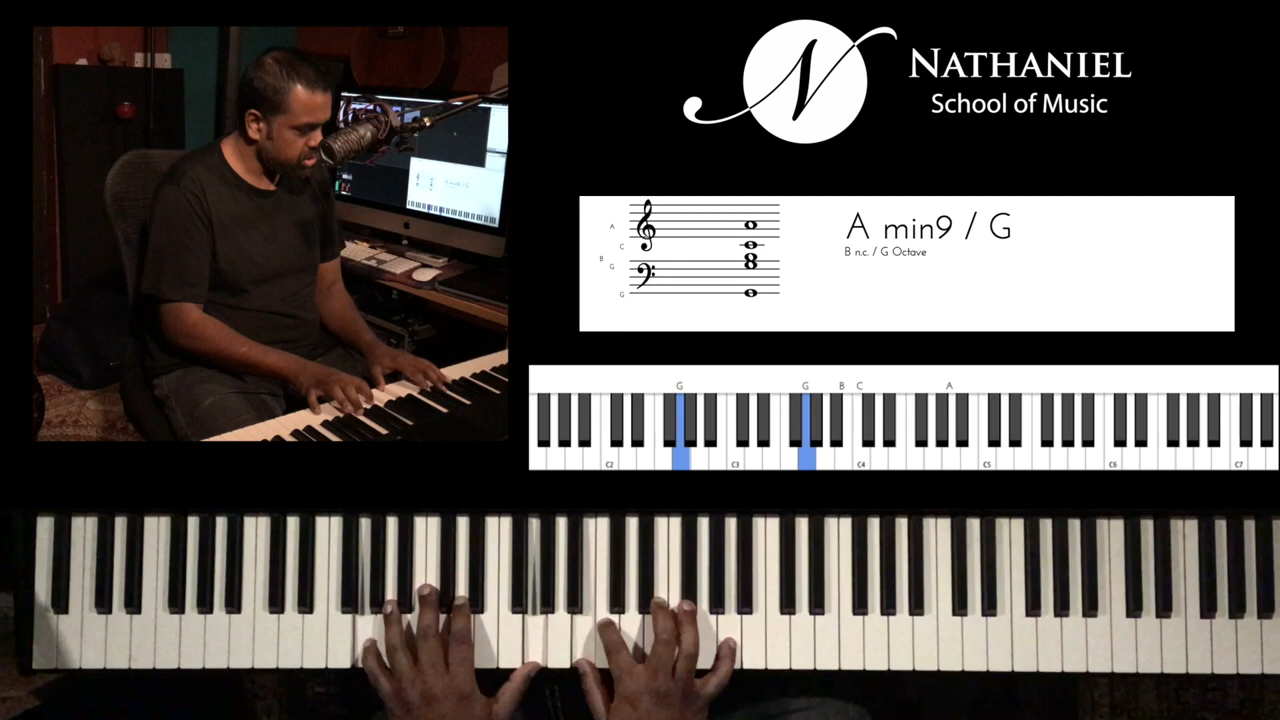 NATHANIEL
School of Music
A min9 / G
B n.c. / G Octave
A
C
B
G
G
G G B C A
C2 C3 C4 C5 C6 C7